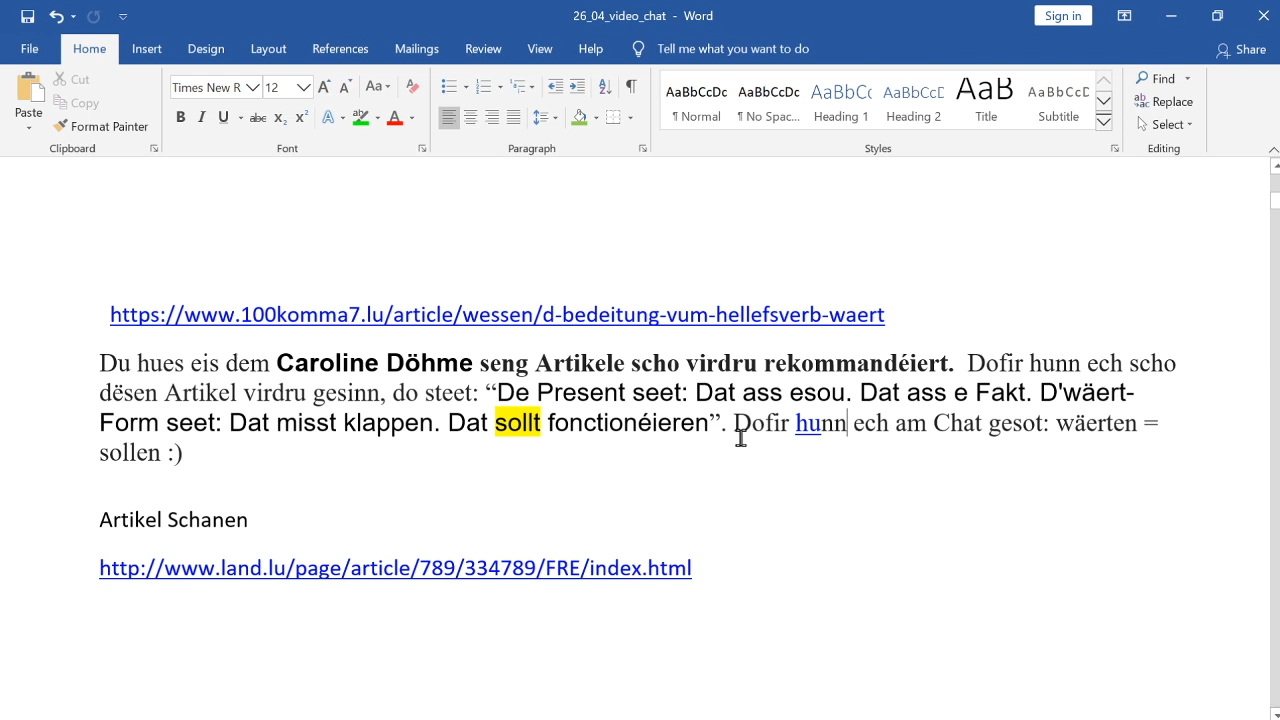 26_04_video_chat - Word
Sign in
File Home Insert Design Layout References Mailings Review View Help Tell me what you want to do Share
Paste
Cut
Copy
Format Painter
Clipboard
Times New R 12
Aa
B I U abc X₂ X²
Font
Paragraph
AaBbCcDc AaBbCcDc AaBbCc AaBbCcD AaB AaBbCcD
¶ Normal ¶ No Spac... Heading 1 Heading 2 Title Subtitle
Styles
Find
Replace
Select
Editing
https://www.100komma7.lu/article/wessen/d-bedeitung-vum-hellefsverb-waert
Du hues eis dem Caroline Döhme seng Artikele scho virdru rekommandéiert. Dofir hunn ech scho
dësen Artikel virdru gesinn, do steet: “De Present seet: Dat ass esou. Dat ass e Fakt. D'wäert-
Form seet: Dat misst klappen. Dat sollt fonctionéieren”. Dofir hunn ech am Chat gesot: wäerten =
sollen :)
Artikel Schanen
http://www.land.lu/page/article/789/334789/FRE/index.html